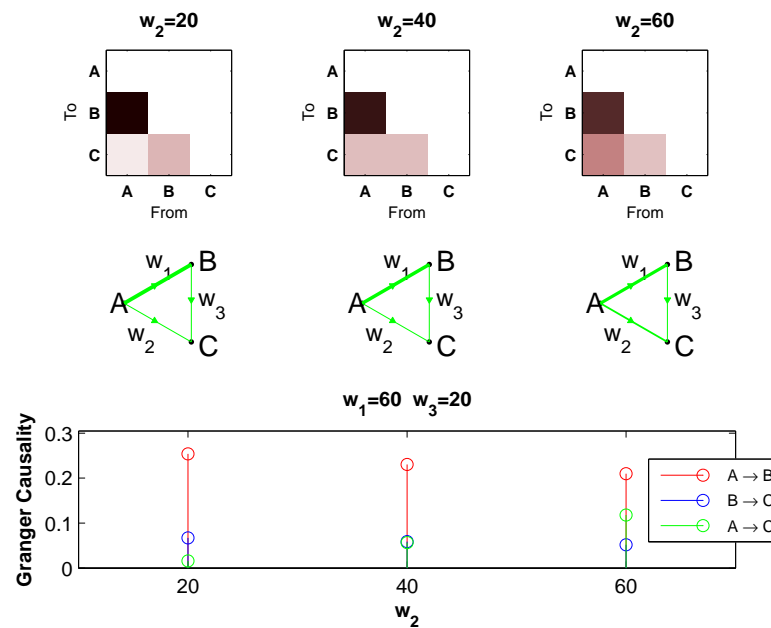 w2=20 w2=40 w2=60
A A A
To B To B To B
C C C
A B C A B C A B C
From From From
B B B
w1 w1 w1
A w3 A w3 A w3
w2 w2 w2
C C C
w1=60 w3=20
0.3
0.2
0.1
0
Granger Causality
A → B
B → C
A → C
20 40 60
w2